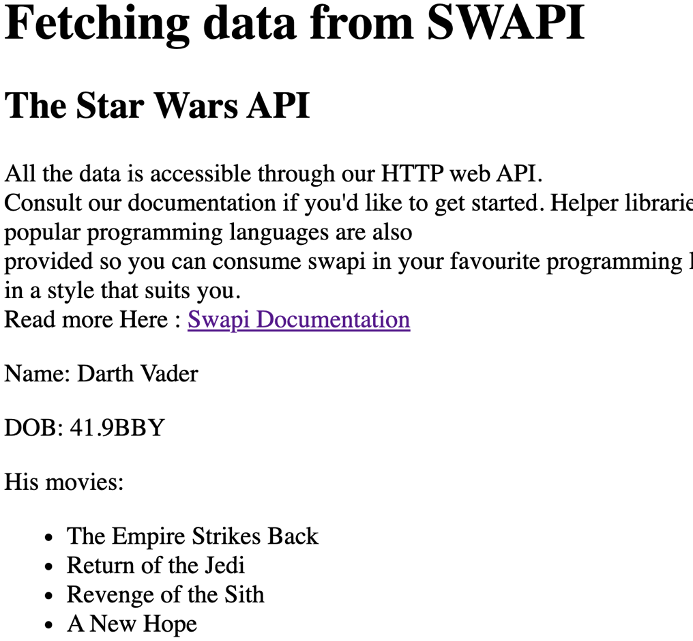 Fetching data from SWAPI
The Star Wars API
All the data is accessible through our HTTP web API.
Consult our documentation if you'd like to get started. Helper
popular programming languages are also
provided so you can consume swapi in your favourite programming
in a style that suits you.
Read more Here : Swapi Documentation
Name: Darth Vader
DOB: 41.9BBY
His movies:
• The Empire Strikes Back
• Return of the Jedi
• Revenge of the Sith
• A New Hope